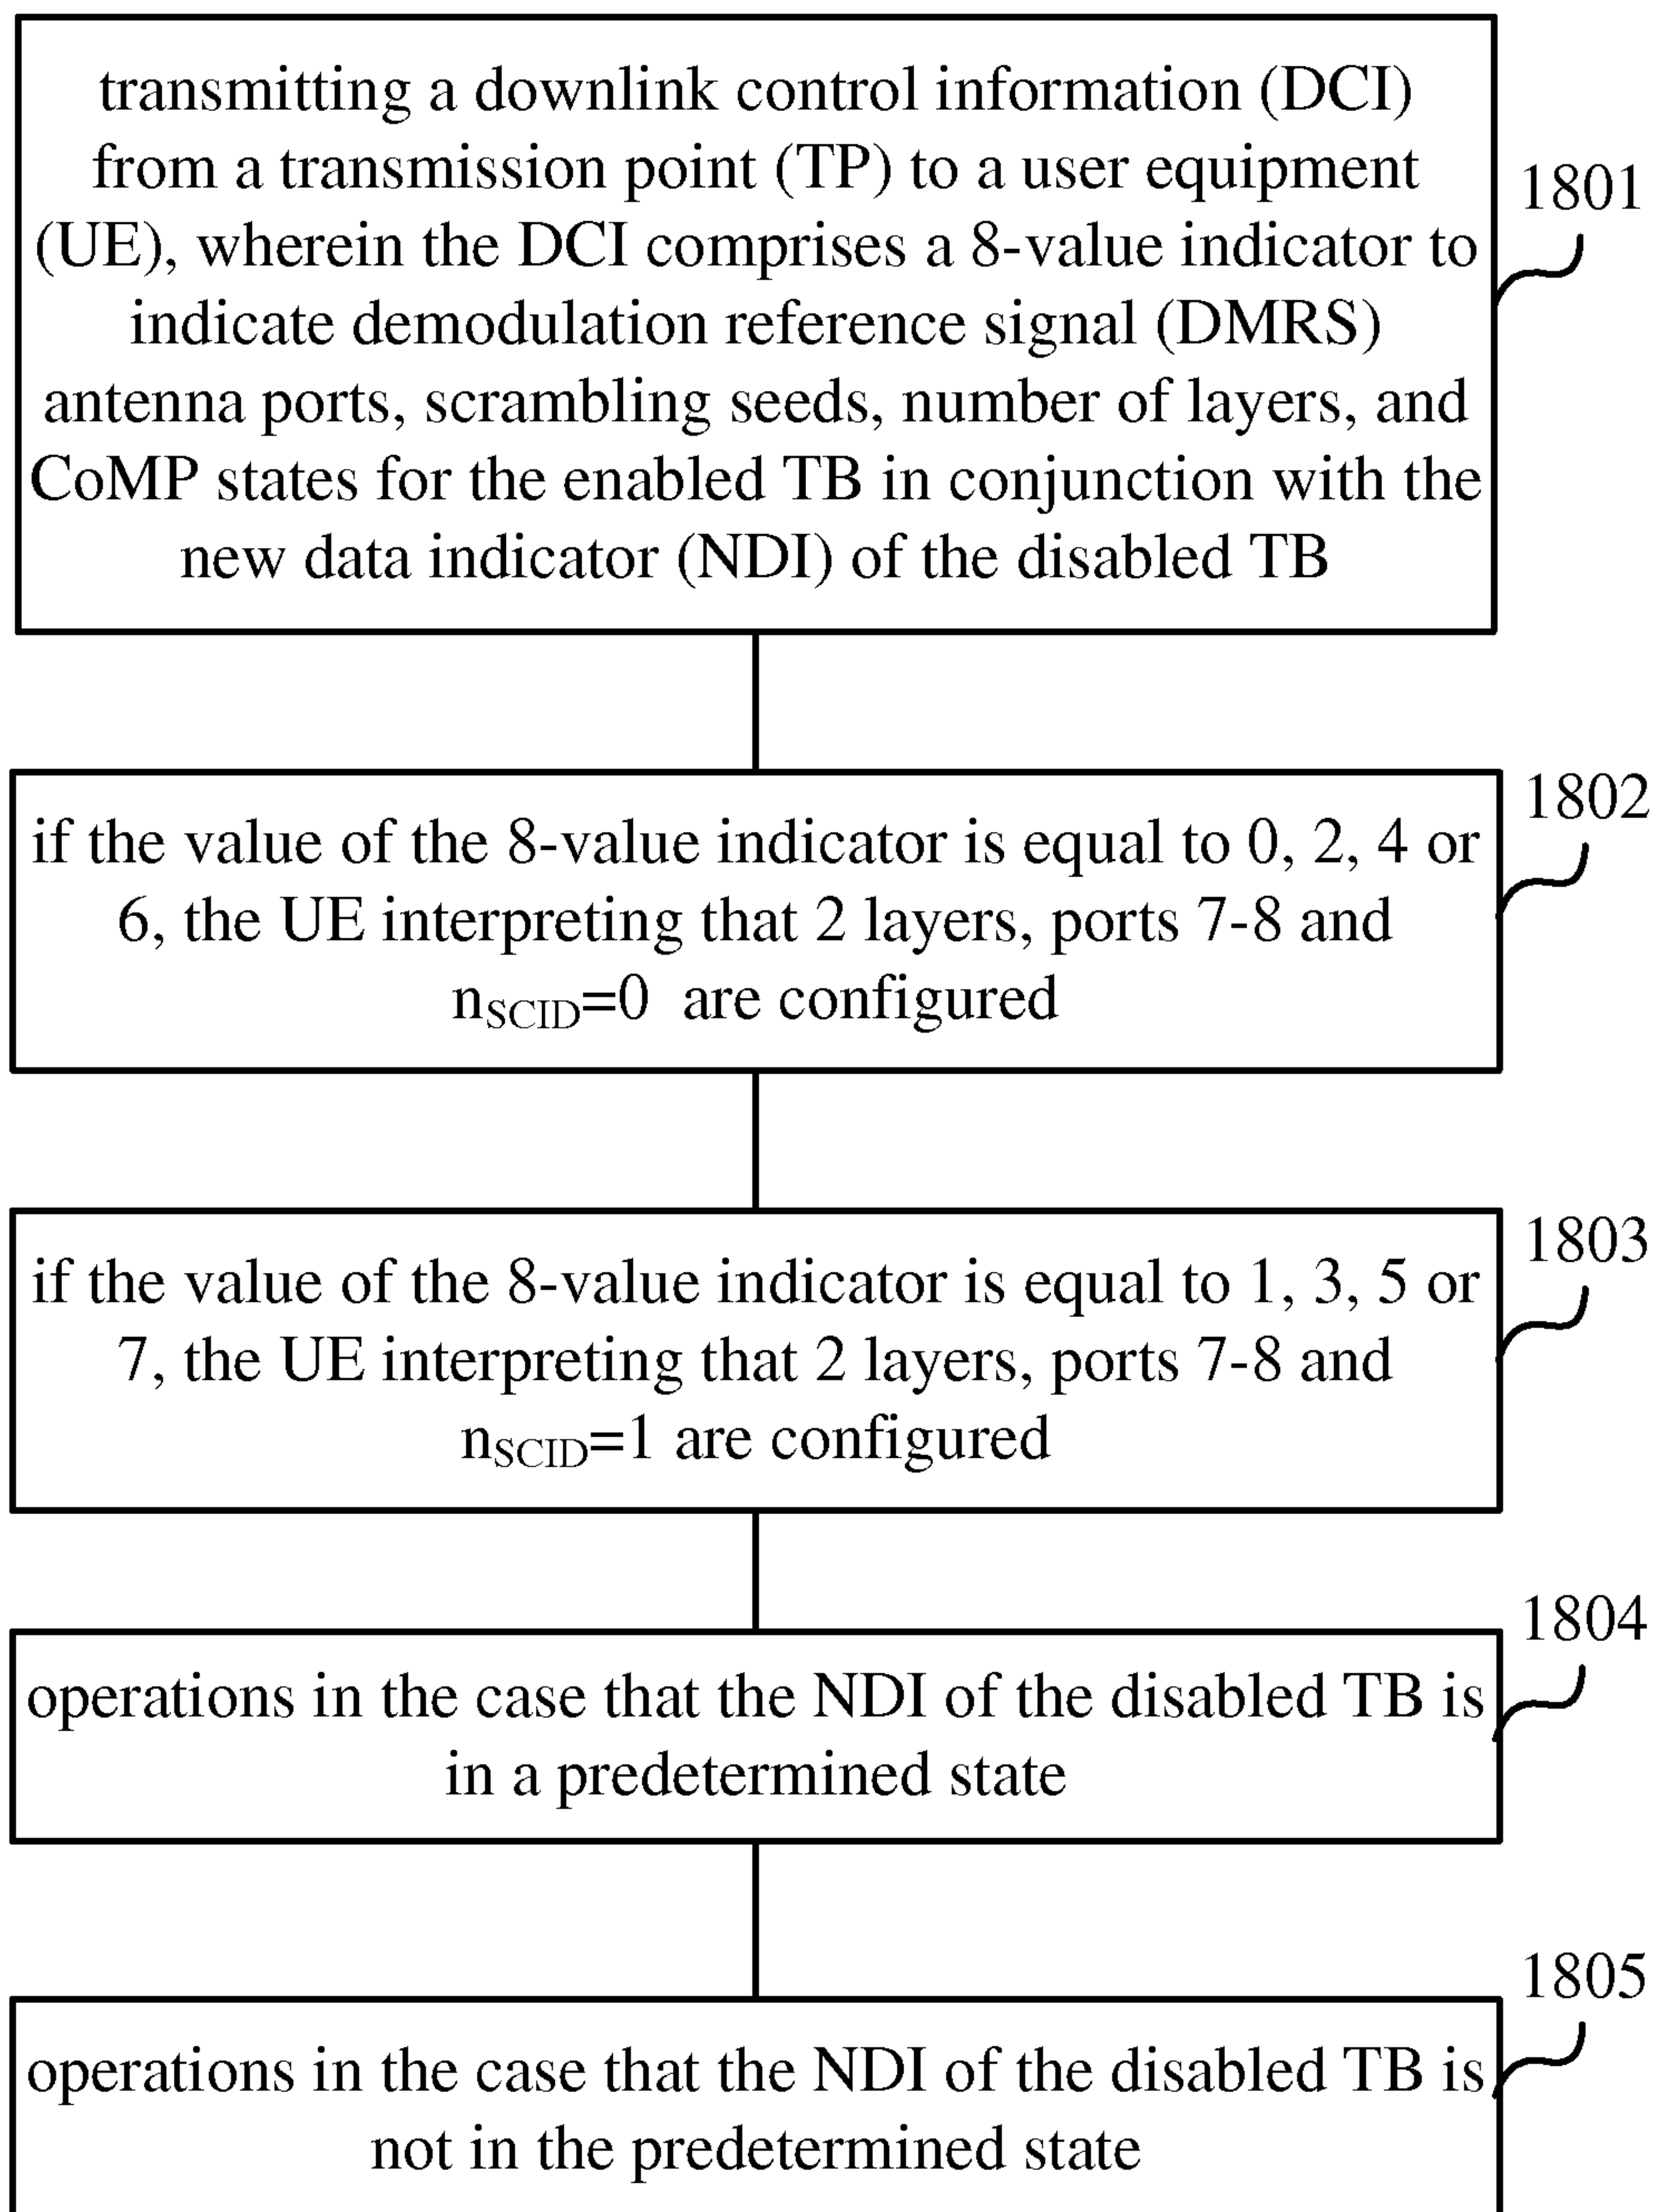 transmitting a downlink control information (DCI)
from a transmission point (TP) to a user equipment
(UE), wherein the DCI comprises a 8-value indicator to
indicate demodulation reference signal (DMRS)
antenna ports, scrambling seeds, number of layers, and
CoMP states for the enabled TB in conjunction with the
new data indicator (NDI) of the disabled TB
1801
if the value of the 8-value indicator is equal to 0, 2, 4 or
6, the UE interpreting that 2 layers, ports 7-8 and
nSCID=0 are configured
1802
if the value of the 8-value indicator is equal to 1, 3, 5 or
7, the UE interpreting that 2 layers, ports 7-8 and
nSCID=1 are configured
1803
operations in the case that the NDI of the disabled TB is
in a predetermined state
1804
operations in the case that the NDI of the disabled TB is
not in the predetermined state
1805